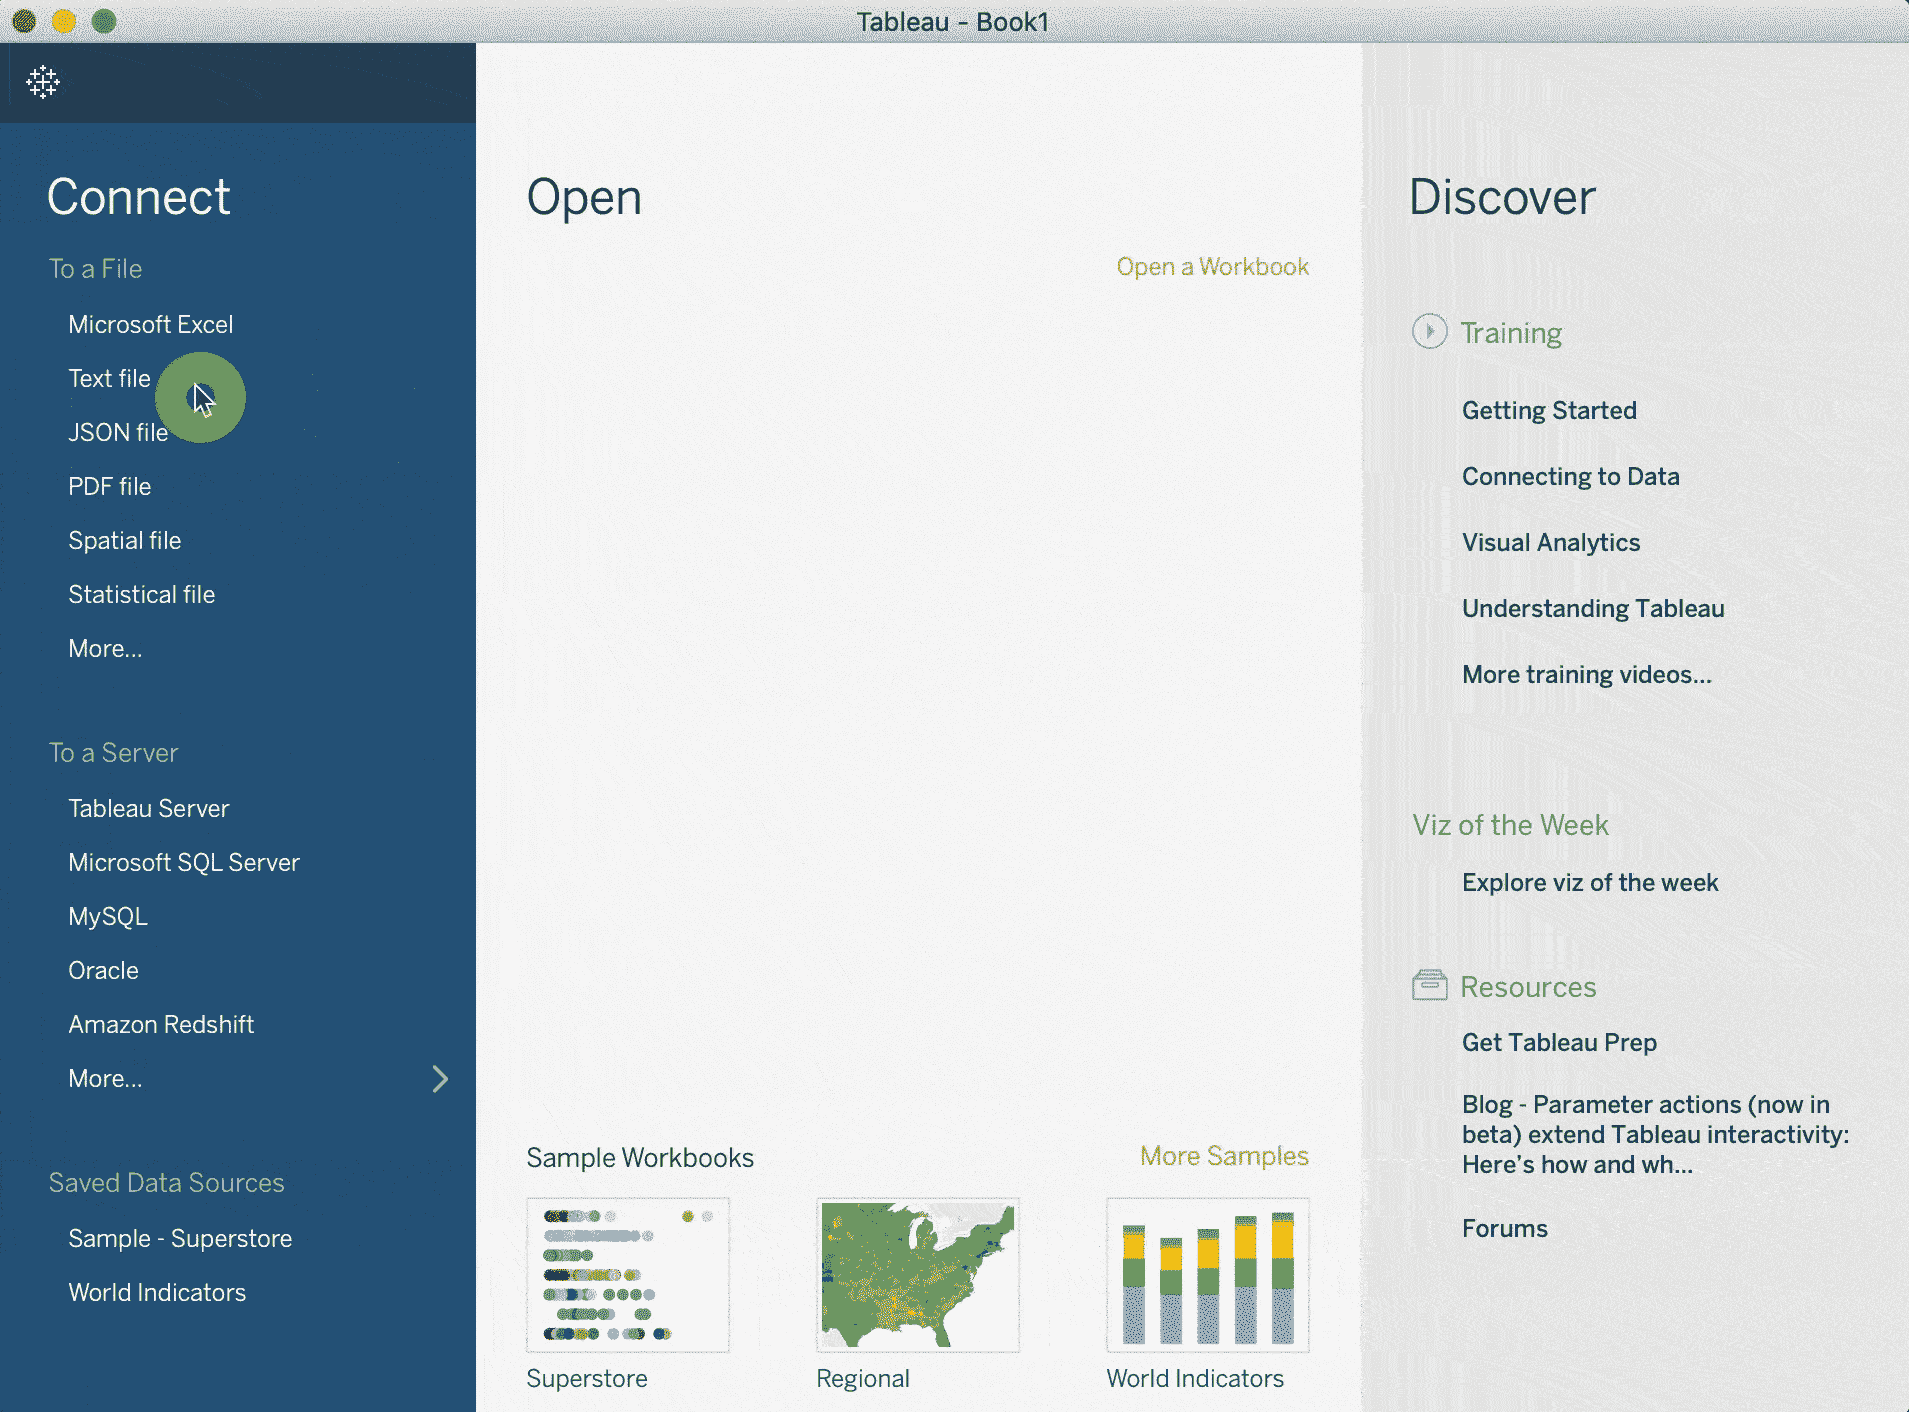 Tableau - Book1
Connect
To a File
Microsoft Excel
Text file
JSON file
PDF file
Spatial file
Statistical file
More...
To a Server
Tableau Server
Microsoft SQL Server
MySQL
Oracle
Amazon Redshift
More...
Saved Data Sources
Sample - Superstore
World Indicators
Open
Open a Workbook
Sample Workbooks
More Samples
Superstore
Regional
World Indicators
Discover
Training
Getting Started
Connecting to Data
Visual Analytics
Understanding Tableau
More training videos...
Viz of the Week
Explore viz of the week
Resources
Get Tableau Prep
Blog - Parameter actions (now in
beta) extend Tableau interactivity:
Here's how and wh...
Forums